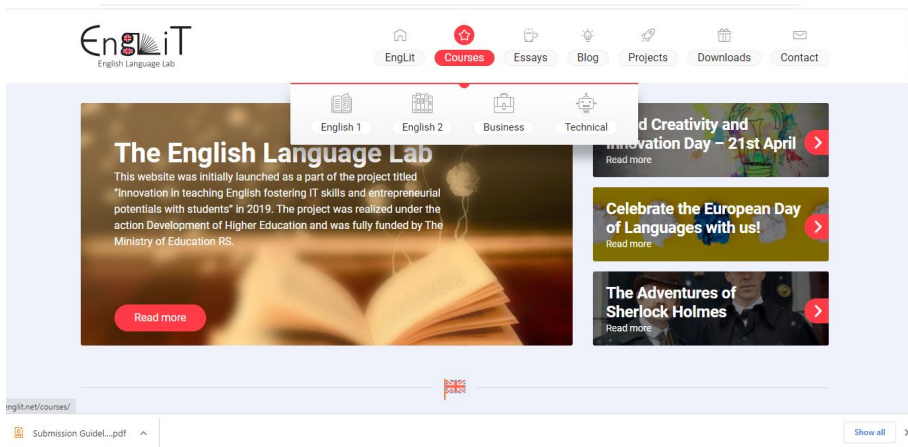 EngLiT
English Language Lab
EngLit
Courses
Essays
Blog
Projects
Downloads
Contact
English 1
English 2
Business
Technical
The English Language Lab
This website was initially launched as a part of the project titled
"Innovation in teaching English fostering IT skills and entrepreneurial
potentials with students" in 2019. The project was realized under the
action Development of Higher Education and was fully funded by The
Ministry of Education RS.
Read more
d Creativity and
Innovation Day – 21st April
Read more
Celebrate the European Day
of Languages with us!
Read more
The Adventures of
Sherlock Holmes
Read more
englit.net/courses/
Submission Guidel....pdf
Show all